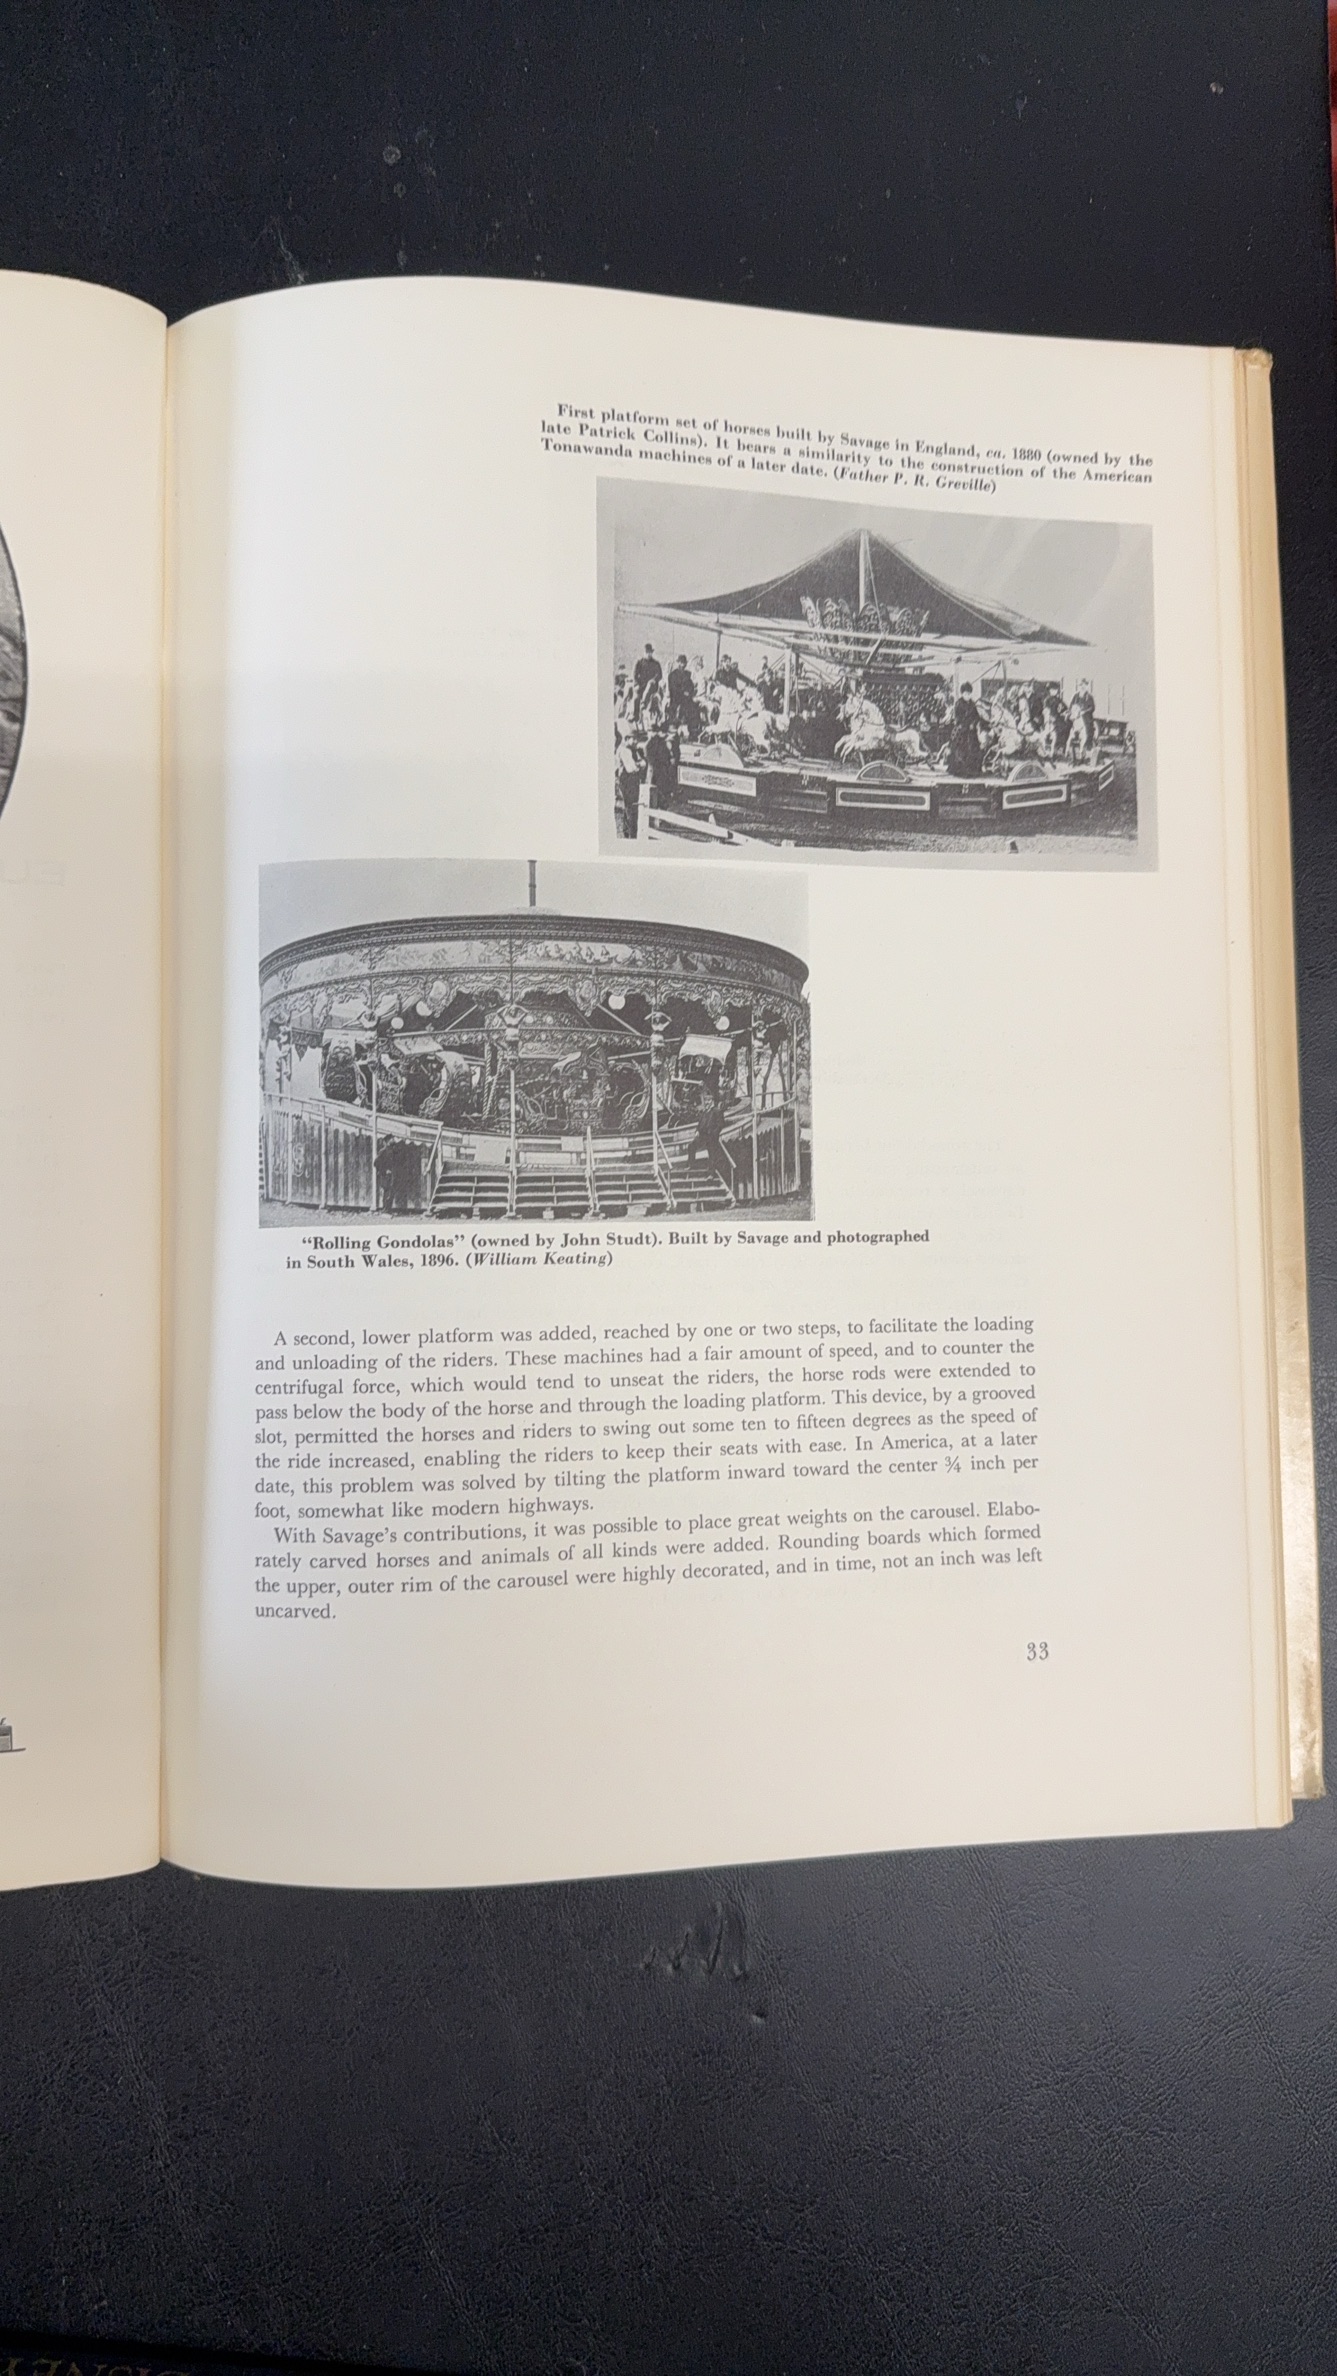 First platform set of horses built by Savage in England, ca. 1880 (owned by the
late Patrick Collins). It bears a similarity to the construction of the American
Tonawanda machines of a later date. (Father P. R. Greville)
“Rolling Gondolas” (owned by John Studt). Built by Savage and photographed
in South Wales, 1896. (William Keating)
A second, lower platform was added, reached by one or two steps, to facilitate the loading
and unloading of the riders. These machines had a fair amount of speed, and to counter the
centrifugal force, which would tend to unseat the riders, the horse rods were extended to
pass below the body of the horse and through the loading platform. This device, by a grooved
slot, permitted the horses and riders to swing out some ten to fifteen degrees as the speed of
the ride increased, enabling the riders to keep their seats with ease. In America, at a later
date, this problem was solved by tilting the platform inward toward the center ¾ inch per
foot, somewhat like modern highways.
With Savage’s contributions, it was possible to place great weights on the carousel. Elabo-
rately carved horses and animals of all kinds were added. Rounding boards which formed
the upper, outer rim of the carousel were highly decorated, and in time, not an inch was left
uncarved.
33